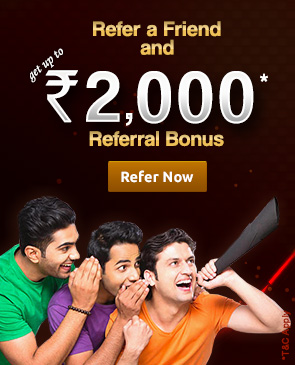 Refer a Friend
and
get up to
₹2,000*
Referral Bonus
Refer Now
*T&C Apply